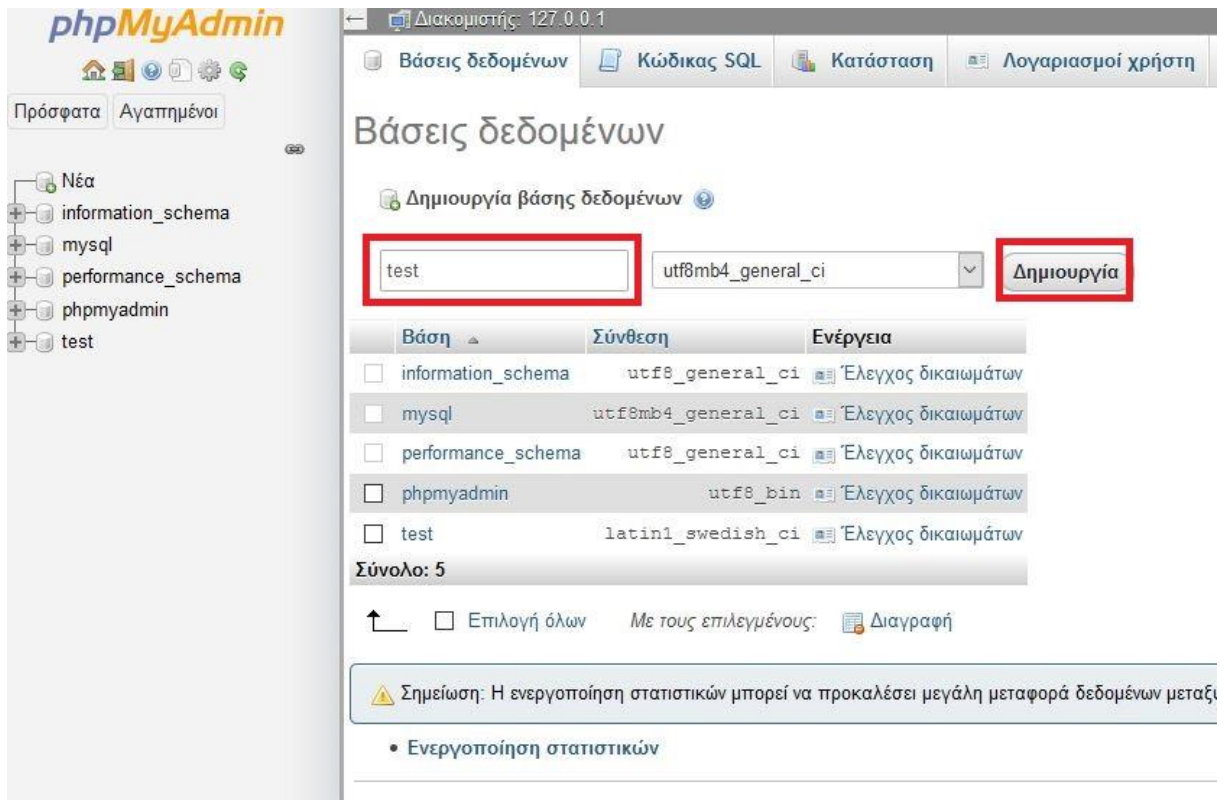 phpMyAdmin
Πρόσφατα Αγαπημένοι
Νέα
information_schema
mysql
performance_schema
phpmyadmin
test
← Διακομιστής: 127.0.0.1
Βάσεις δεδομένων Κώδικας SQL Κατάσταση Λογαριασμοί χρήστη
Βάσεις δεδομένων
Δημιουργία βάσης δεδομένων
test utf8mb4_general_ci Δημιουργία
Βάση Σύνθεση Ενέργεια
information_schema utf8_general_ci Έλεγχος δικαιωμάτων
mysql utf8mb4_general_ci Έλεγχος δικαιωμάτων
performance_schema utf8_general_ci Έλεγχος δικαιωμάτων
phpmyadmin utf8_bin Έλεγχος δικαιωμάτων
test latin1_swedish_ci Έλεγχος δικαιωμάτων
Σύνολο: 5
Επιλογή όλων Με τους επιλεγμένους: Διαγραφή
Σημείωση: Η ενεργοποίηση στατιστικών μπορεί να προκαλέσει μεγάλη μεταφορά δεδομένων μεταξύ
• Ενεργοποίηση στατιστικών